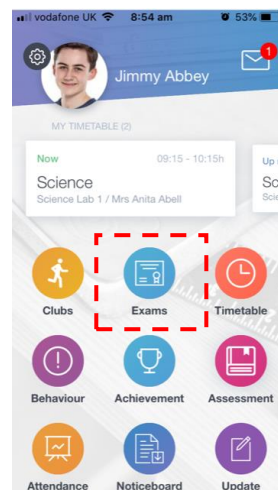 vodafone UK 8:54 am 53%
Jimmy Abbey 1
MY TIMETABLE (2)
Now 09:15 - 10:15h
Science
Science Lab 1 / Mrs Anita Abell
Clubs Exams Timetable
Behaviour Achievement Assessment
Attendance Noticeboard Update